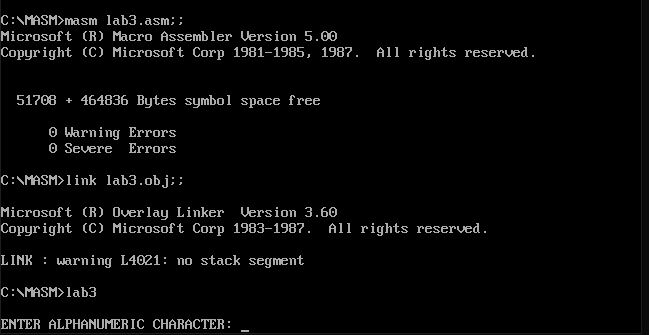 C:\MASM>masm lab3.asm;;
Microsoft (R) Macro Assembler Version 5.00
Copyright (C) Microsoft Corp 1981-1985, 1987.  All rights reserved.
51708 + 464836 Bytes symbol space free
0 Warning Errors
0 Severe  Errors
C:\MASM>link lab3.obj;;
Microsoft (R) Overlay Linker  Version 3.60
Copyright (C) Microsoft Corp 1983-1987.  All rights reserved.
LINK : warning L4021: no stack segment
C:\MASM>lab3
ENTER ALPHANUMERIC CHARACTER: _